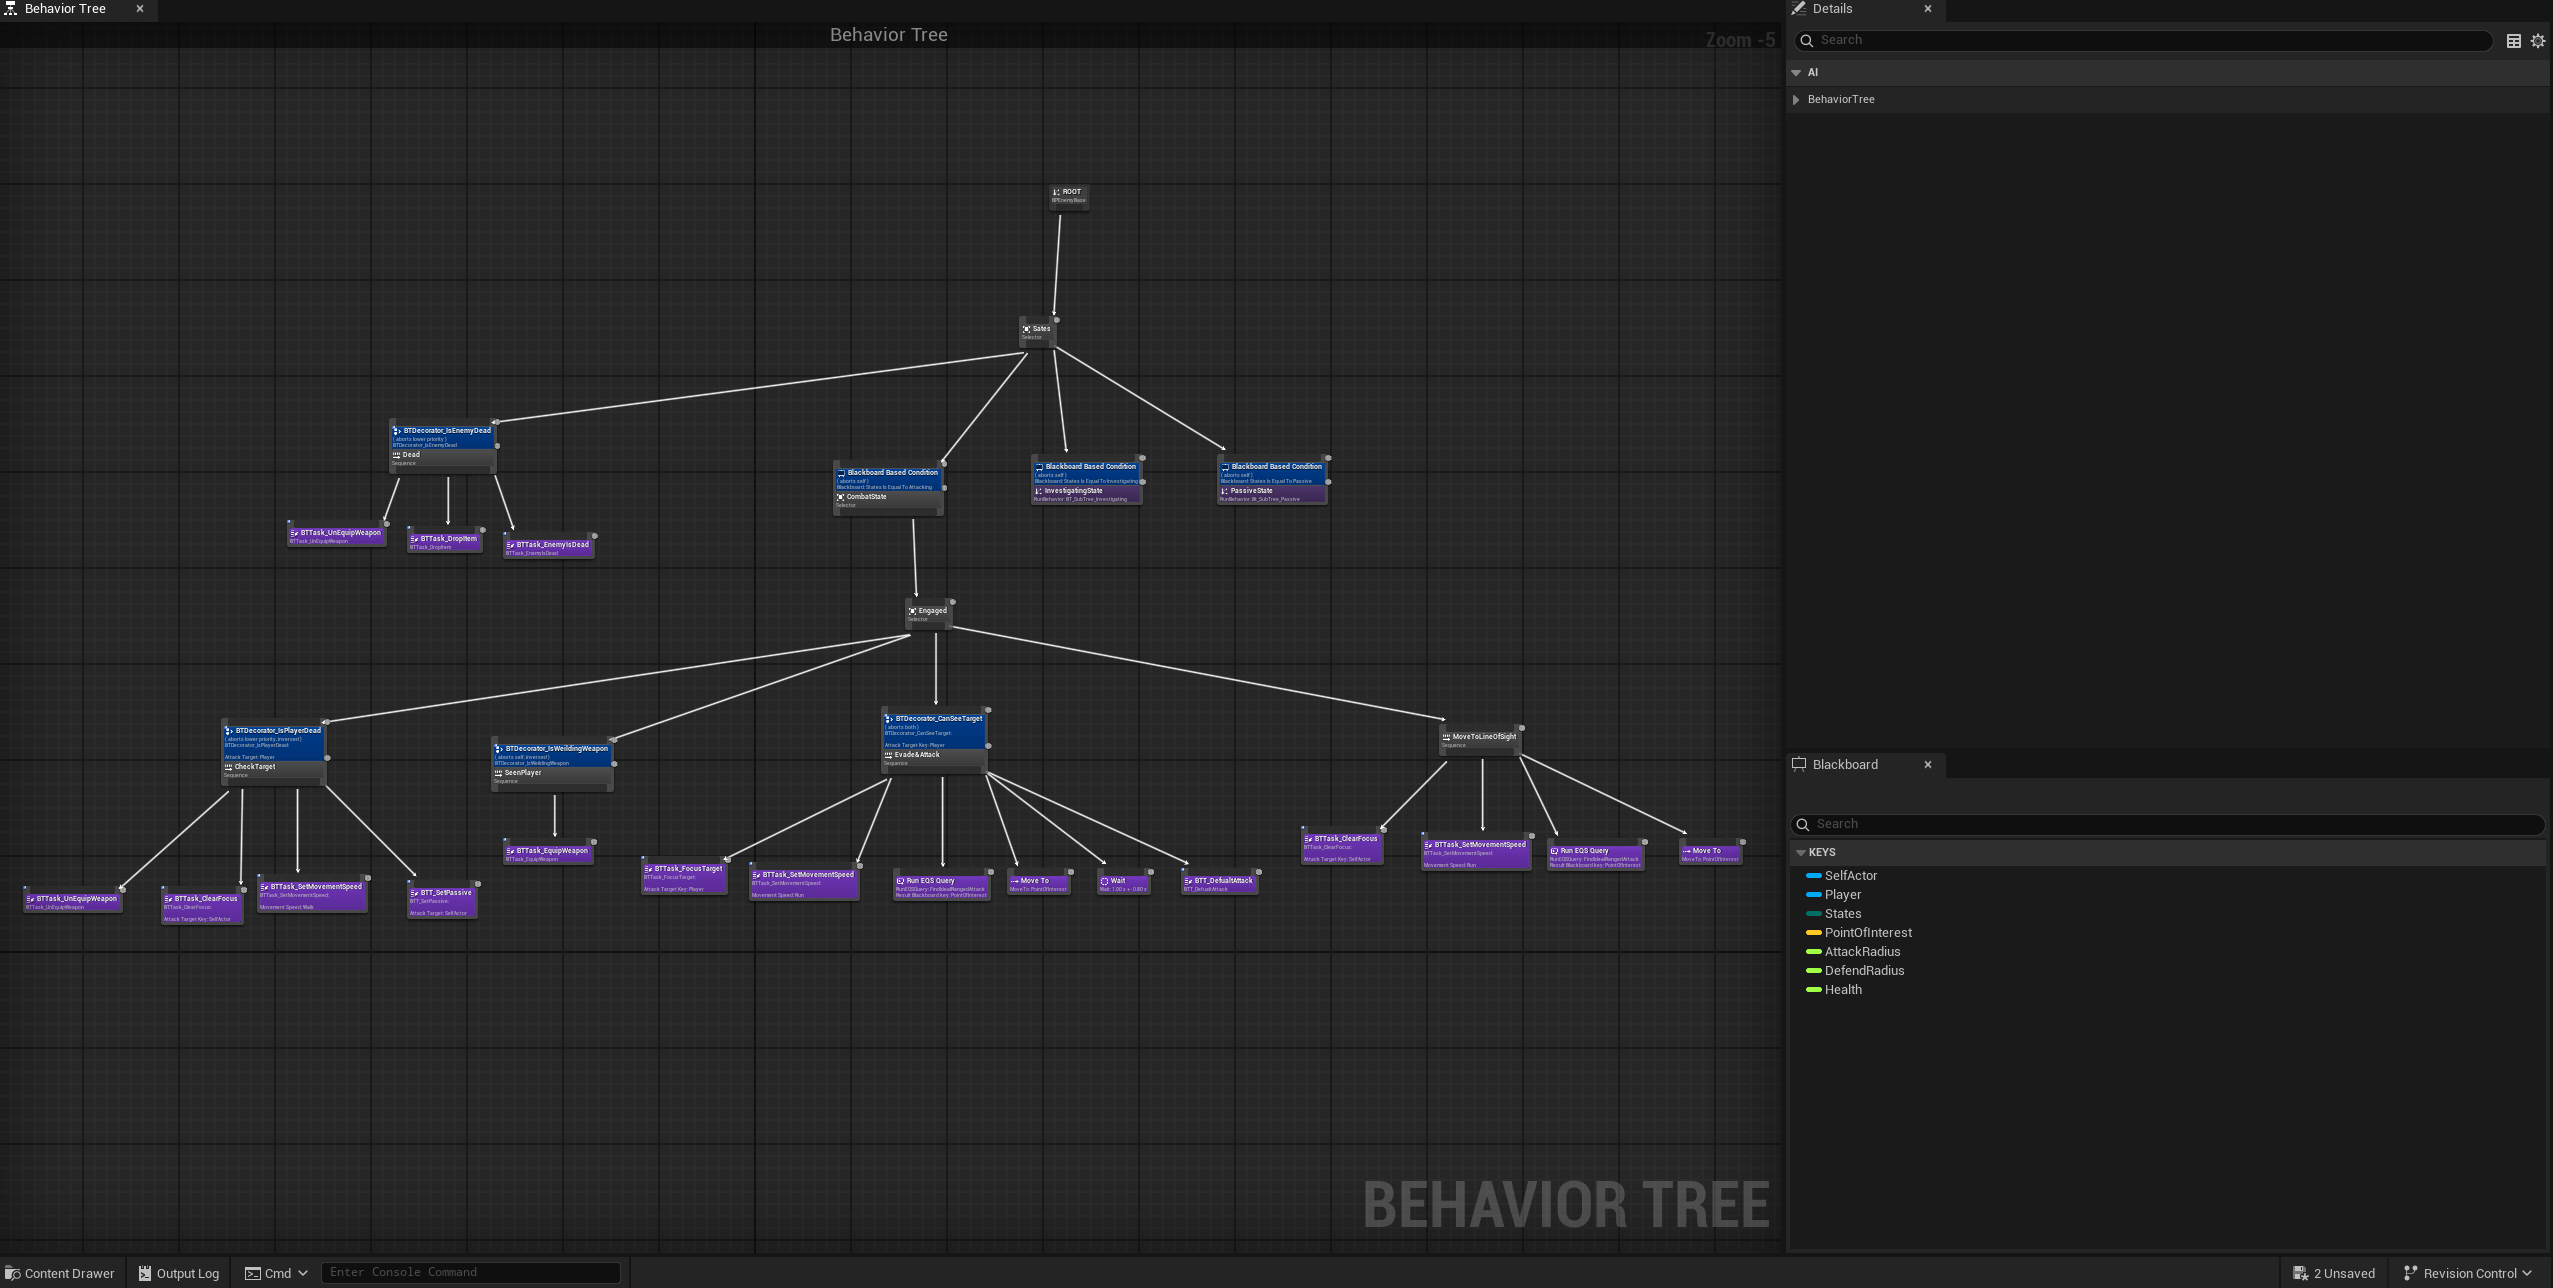 Behavior Tree
Details
Behavior Tree
Zoom -5
Search
AI
BehaviorTree
ROOT
BPEnemyBase
Sates
Selector
BTDecorator_IsEnemyDead
( aborts lower priority )
BTDecorator_IsEnemyDead
Dead
Sequence
Blackboard Based Condition
( aborts self )
Blackboard: States Is Equal To Attacking
CombatState
Selector
Blackboard Based Condition
( aborts self )
Blackboard: States Is Equal To Investigating
InvestigatingState
RunBehavior: BT_SubTree_Investigating
Blackboard Based Condition
( aborts self )
Blackboard: States Is Equal To Passive
PassiveState
RunBehavior: Bt_SubTree_Passive
BTTask_UnEquipWeapon
BTTask_UnEquipWeapon
BTTask_DropItem
BTTask_DropItem
BTTask_EnemyIsDead
BTTask_EnemyIsDead
Engaged
Selector
BTDecorator_IsPlayerDead
( aborts lower priority, inversed )
BTDecorator_IsPlayerDead:
Attack Target: Player
CheckTarget
Sequence
BTDecorator_IsWeildingWeapon
( aborts self, inversed )
BTDecorator_IsWeildingWeapon
SeenPlayer
Sequence
BTDecorator_CanSeeTarget
( aborts both )
BTDecorator_CanSeeTarget:
Attack Target Key: Player
Evade&Attack
Sequence
MoveToLineOfSight
Sequence
BTTask_UnEquipWeapon
BTTask_UnEquipWeapon
BTTask_ClearFocus
BTTask_ClearFocus:
Attack Target Key: SelfActor
BTTask_SetMovementSpeed
BTTask_SetMovementSpeed:
Movement Speed: Walk
BTT_SetPassive
BTT_SetPassive:
Attack Target: SelfActor
BTTask_EquipWeapon
BTTask_EquipWeapon
BTTask_FocusTarget
BTTask_FocusTarget:
Attack Target Key: Player
BTTask_SetMovementSpeed
BTTask_SetMovementSpeed:
Movement Speed: Run
Run EQS Query
RunEQSQuery: FindIdealRangedAttack
Result Blackboard key: PointOfInterest
Move To
MoveTo: PointOfInterest
Wait
Wait: 1.00 s +- 0.80 s
BTT_DefualtAttack
BTT_DefualtAttack
BTTask_ClearFocus
BTTask_ClearFocus:
Attack Target Key: SelfActor
BTTask_SetMovementSpeed
BTTask_SetMovementSpeed:
Movement Speed: Run
Run EQS Query
RunEQSQuery: FindIdealRangedAttack
Result Blackboard key: PointOfInterest
Move To
MoveTo: PointOfInterest
Blackboard
Search
KEYS
SelfActor
Player
States
PointOfInterest
AttackRadius
DefendRadius
Health
BEHAVIOR TREE
Content Drawer
Output Log
Cmd
Enter Console Command
2 Unsaved
Revision Control